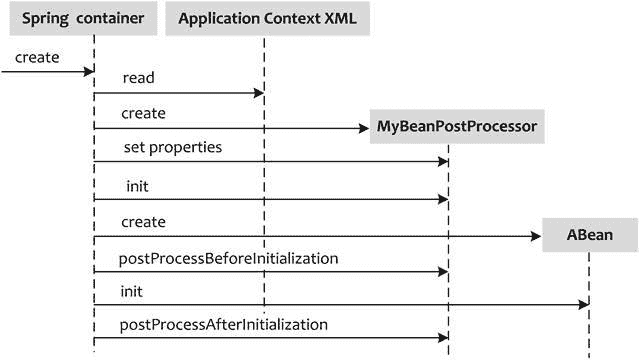 Spring container
Application Context XML
create
read
create
MyBeanPostProcessor
set properties
init
create
ABean
postProcessBeforeInitialization
init
postProcessAfterInitialization